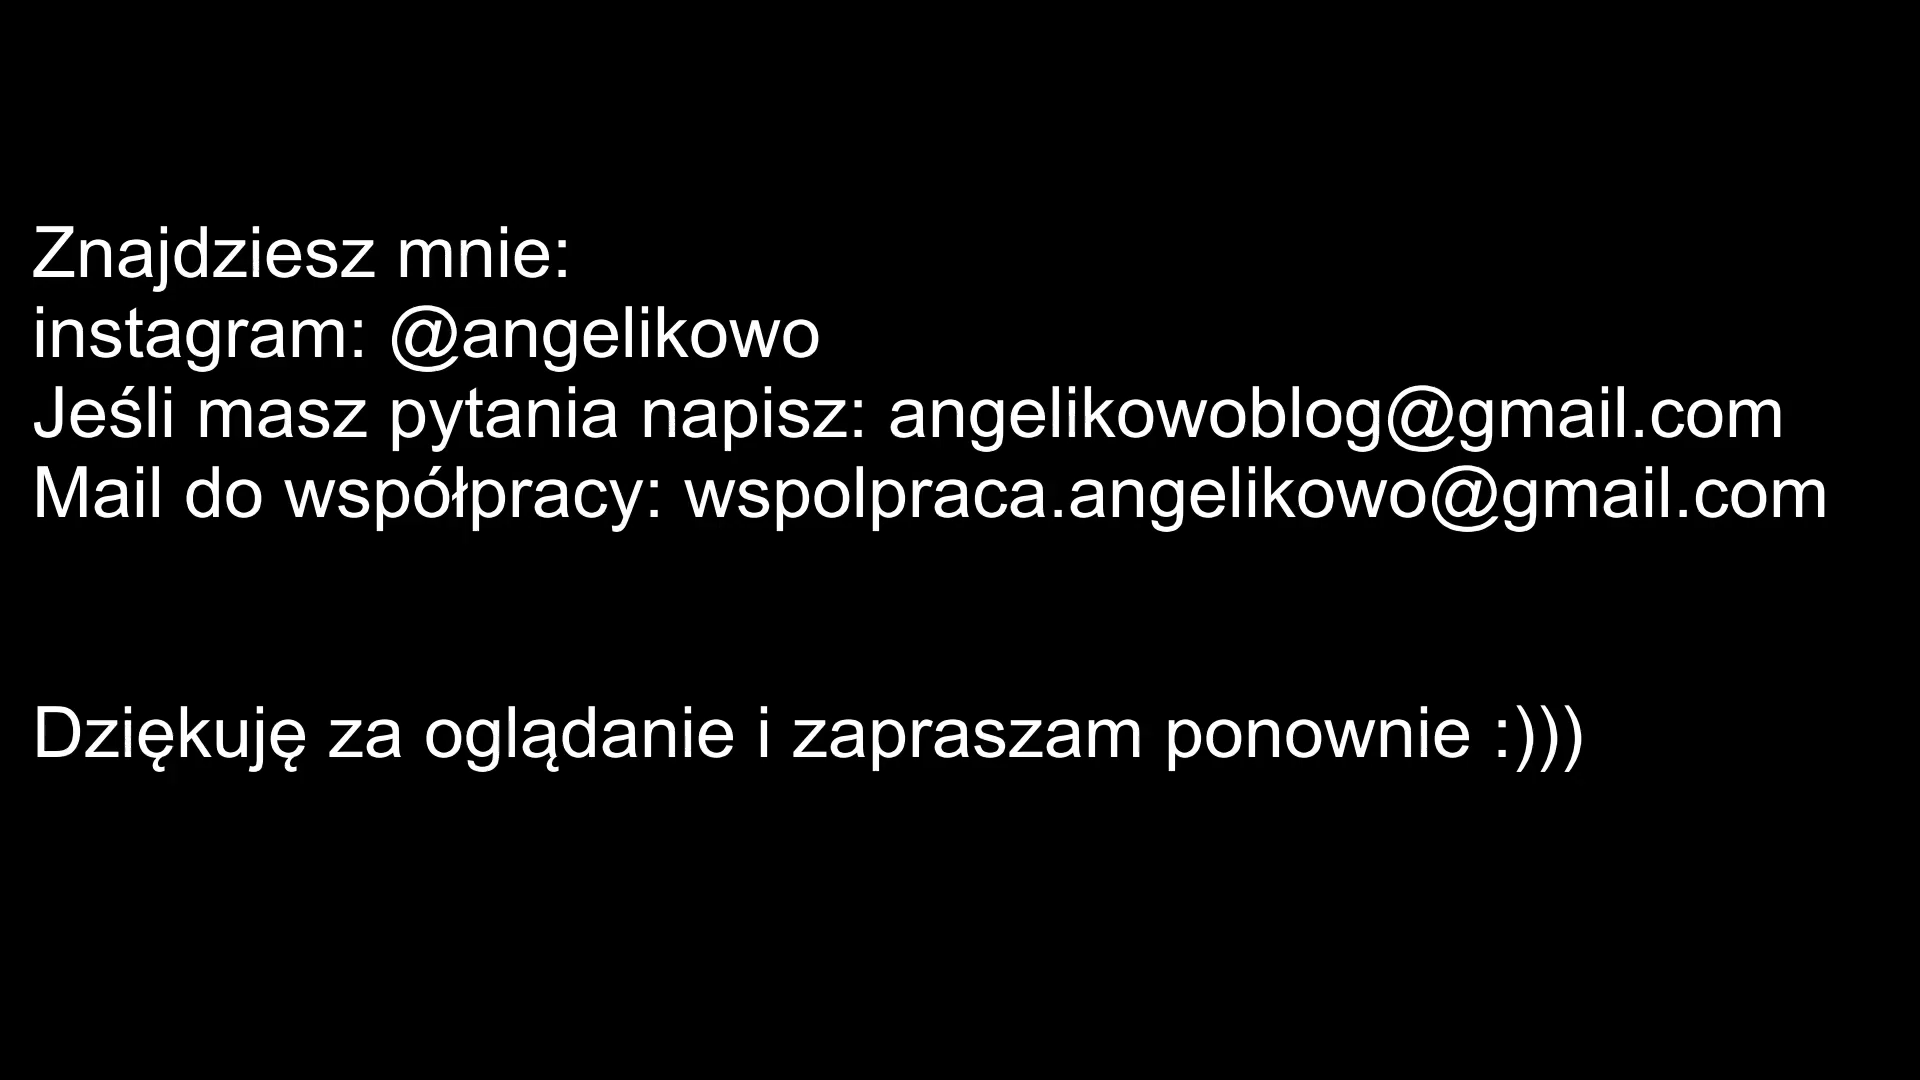 Znajdziesz mnie:
instagram: @angelikowo
Jeśli masz pytania napisz: angelikowoblog@gmail.com
Mail do współpracy: wspolpraca.angelikowo@gmail.com
Dziękuję za oglądanie i zapraszam ponownie :)))